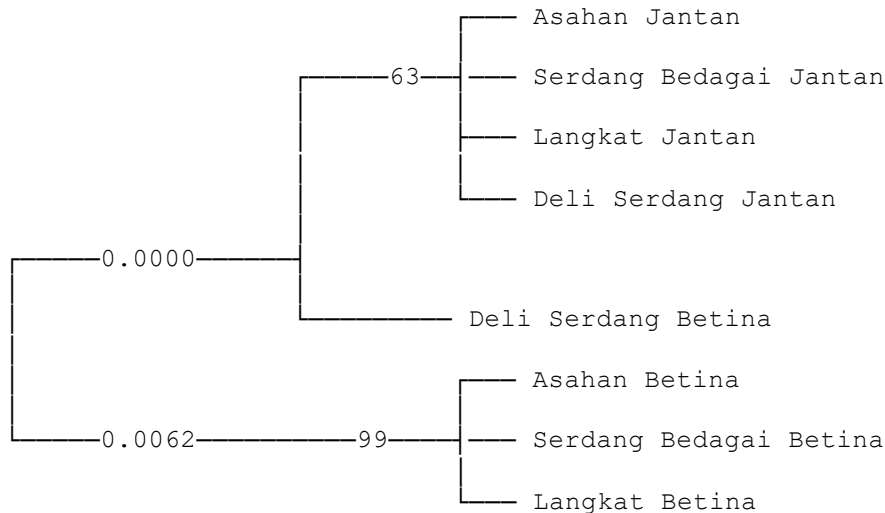 Asahan Jantan
63 Serdang Bedagai Jantan
Langkat Jantan
Deli Serdang Jantan
0.0000
Deli Serdang Betina
Asahan Betina
0.0062 99 Serdang Bedagai Betina
Langkat Betina